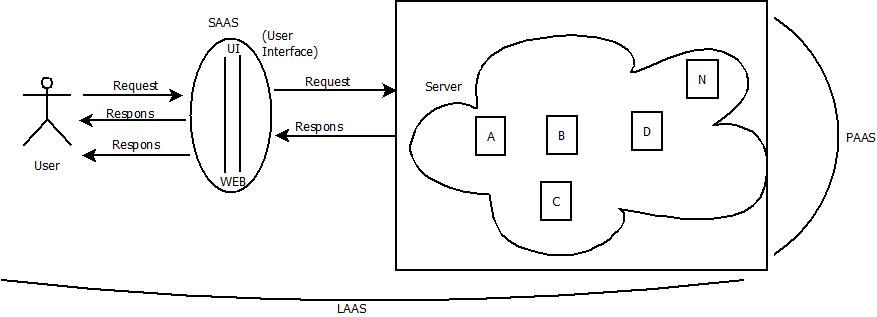 SAAS
UI
(User
Interface)
Request
Request
Respons
Respons
Respons
User
WEB
Server
A
B
C
D
N
PAAS
LAAS